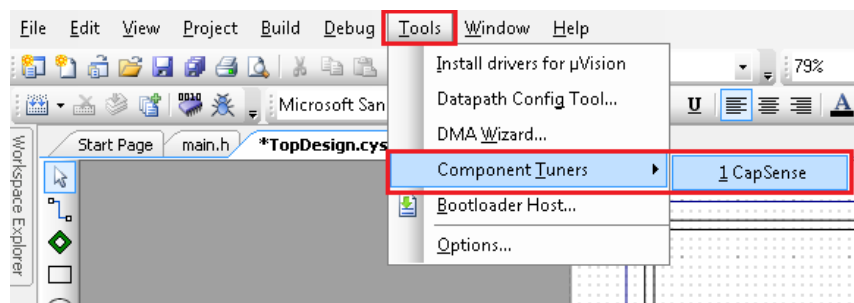 File Edit View Project Build Debug Tools Window Help
Install drivers for µVision
79%
Microsoft San
Datapath Config Tool...
U
A
DMA Wizard...
Start Page main.h *TopDesign.cys
Component Tuners
1 CapSense
Bootloader Host...
Options...
Workspace Explorer